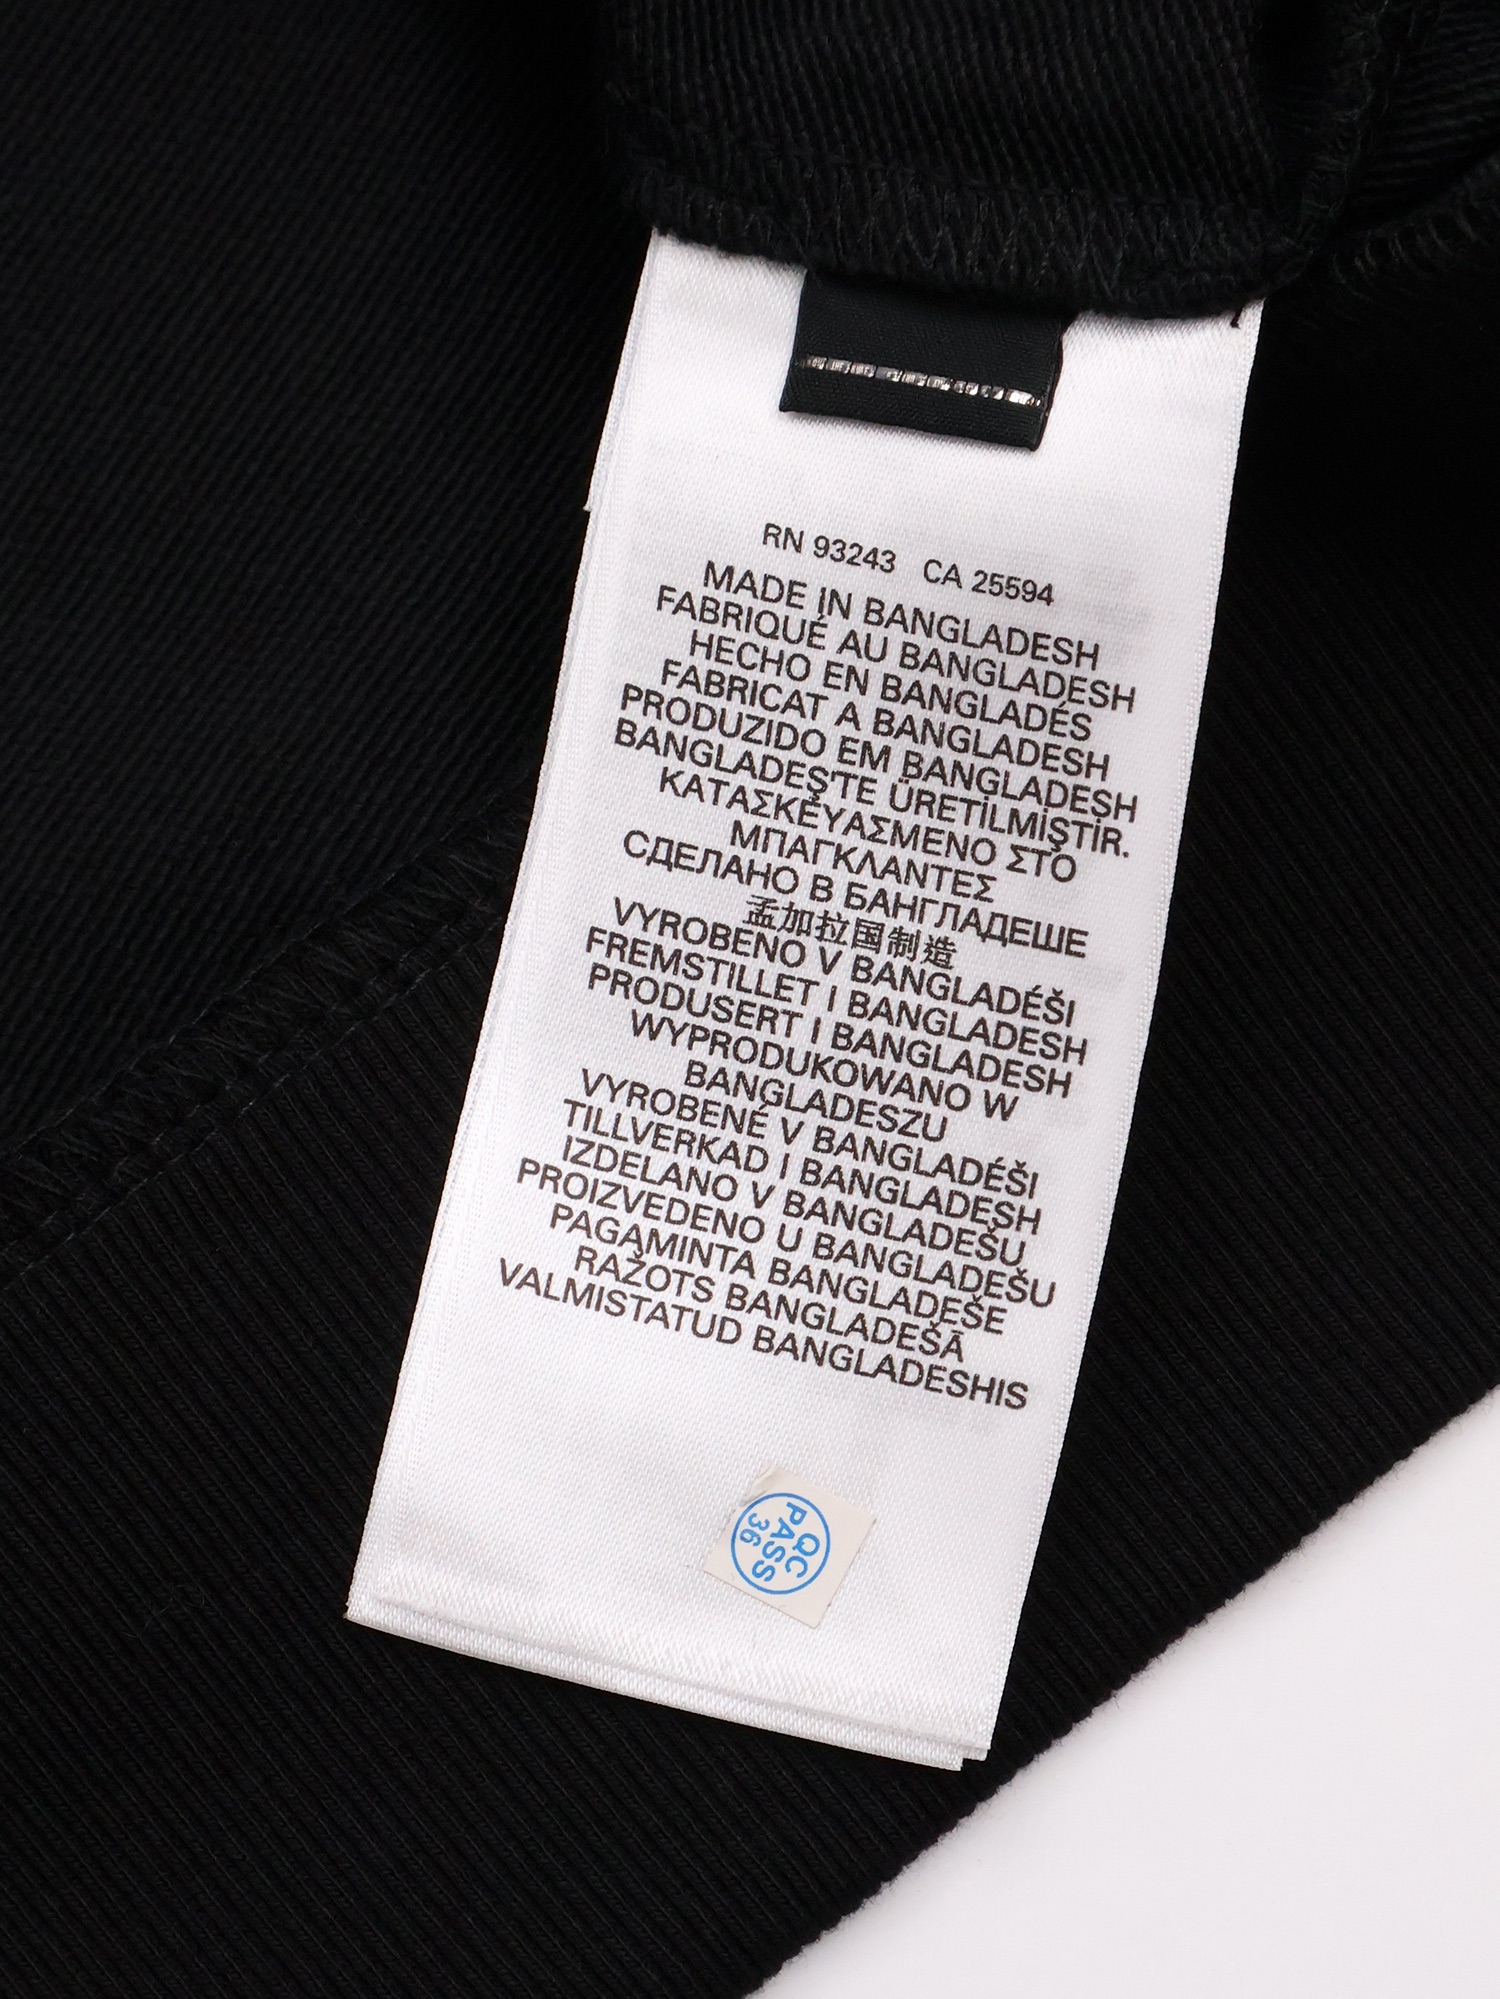 RN 93243 CA 25594
MADE IN BANGLADESH
FABRIQUÉ AU BANGLADESH
HECHO EN BANGLADÉS
FABRICAT A BANGLADESH
PRODUZIDO EM BANGLADESH
BANGLADEŞ'TE ÜRETİLMİŞTİR.
ΚΑΤΑΣΚΕΥΑΣΜΕΝΟ ΣΤΟ
ΜΠΑΓΚΛΑΝΤΕΣ
СДЕЛАНО В БАНГЛАДЕШЕ
孟加拉国制造
VYROBENO V BANGLADÉŠI
FREMSTILLET I BANGLADESH
PRODUSERT I BANGLADESH
WYPRODUKOWANO W
BANGLADESZU
VYROBENÉ V BANGLADÉŠI
TILLVERKAD I BANGLADESH
IZDELANO V BANGLADEŠU
PROIZVEDENO U BANGLADEŠU
PAGAMINTA BANGLADEŠE
RAŽOTS BANGLADEŠĀ
VALMISTATUD BANGLADESHIS
QC
PASS
36